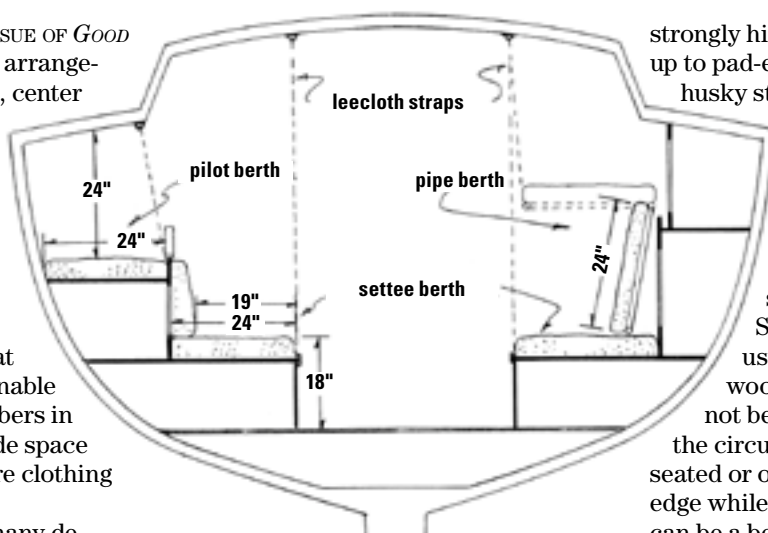 SUE OF GOOD
arrange-
, center
leecloth straps
pilot berth
24"
24"
19"
24"
18"
settee berth
pipe berth
24"
at
nable
bers in
de space
re clothing
many de-
strongly hi
up to pad-e
husky st
s
S
us
woo
not be
the circu
seated or o
edge while
can be a be